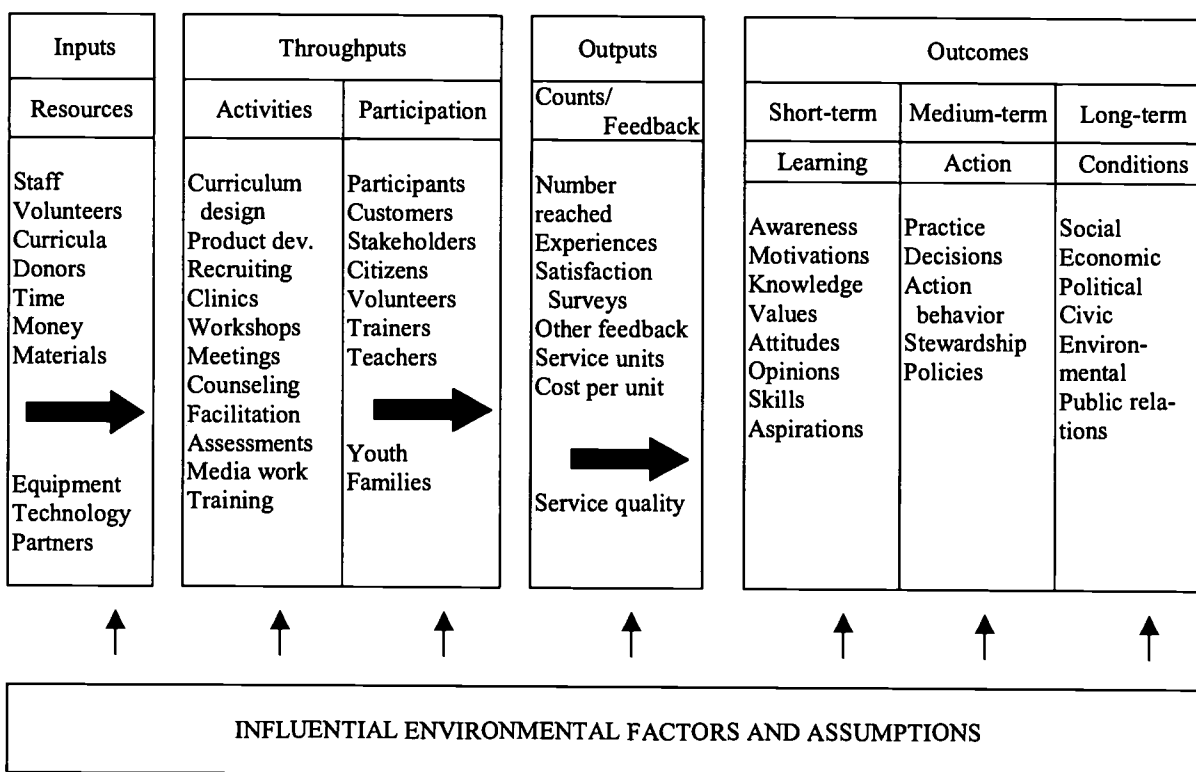 Inputs
Resources
Staff
Volunteers
Curricula
Donors
Time
Money
Materials
Equipment
Technology
Partners
Throughputs
Activities
Curriculum
design
Product dev.
Recruiting
Clinics
Workshops
Meetings
Counseling
Facilitation
Assessments
Media work
Training
Participation
Participants
Customers
Stakeholders
Citizens
Volunteers
Trainers
Teachers
Youth
Families
Outputs
Counts/
Feedback
Number
reached
Experiences
Satisfaction
Surveys
Other feedback
Service units
Cost per unit
Service quality
Outcomes
Short-term
Learning
Awareness
Motivations
Knowledge
Values
Attitudes
Opinions
Skills
Aspirations
Medium-term
Action
Practice
Decisions
Action
behavior
Stewardship
Policies
Long-term
Conditions
Social
Economic
Political
Civic
Environ-
mental
Public rela-
tions
INFLUENTIAL ENVIRONMENTAL FACTORS AND ASSUMPTIONS